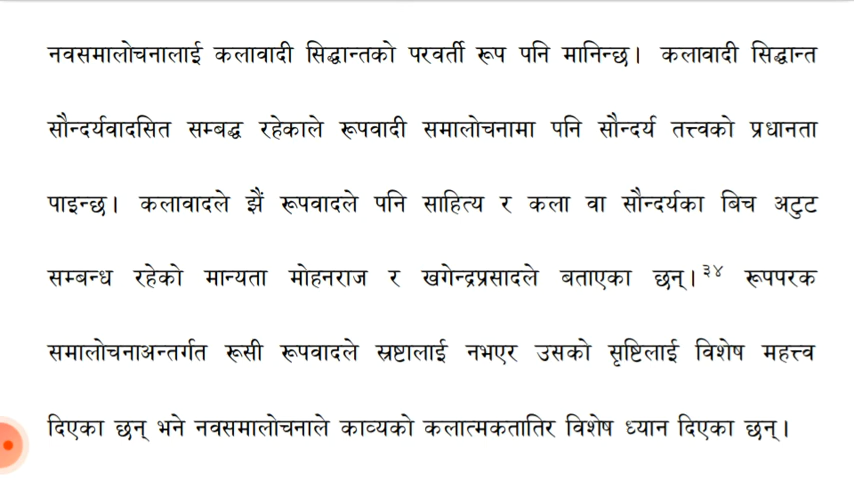 नवसमालोचनालाई कलावादी सिद्धान्तको परवर्ती रूप पनि मानिन्छ। कलावादी सिद्धान्त
सौन्दर्यवादसित सम्बद्ध रहेकाले रूपवादी समालोचनामा पनि सौन्दर्य तत्त्वको प्रधानता
पाइन्छ। कलावादले झैं रूपवादले पनि साहित्य र कला वा सौन्दर्यका बिच अटुट
सम्बन्ध रहेको मान्यता मोहनराज र खगेन्द्रप्रसादले बताएका छन्।३४ रूपपरक
समालोचनाअन्तर्गत रूसी रूपवादले स्रष्टालाई नभएर उसको सृष्टिलाई विशेष महत्त्व
दिएका छन् भने नवसमालोचनाले काव्यको कलात्मकतातिर विशेष ध्यान दिएका छन्।